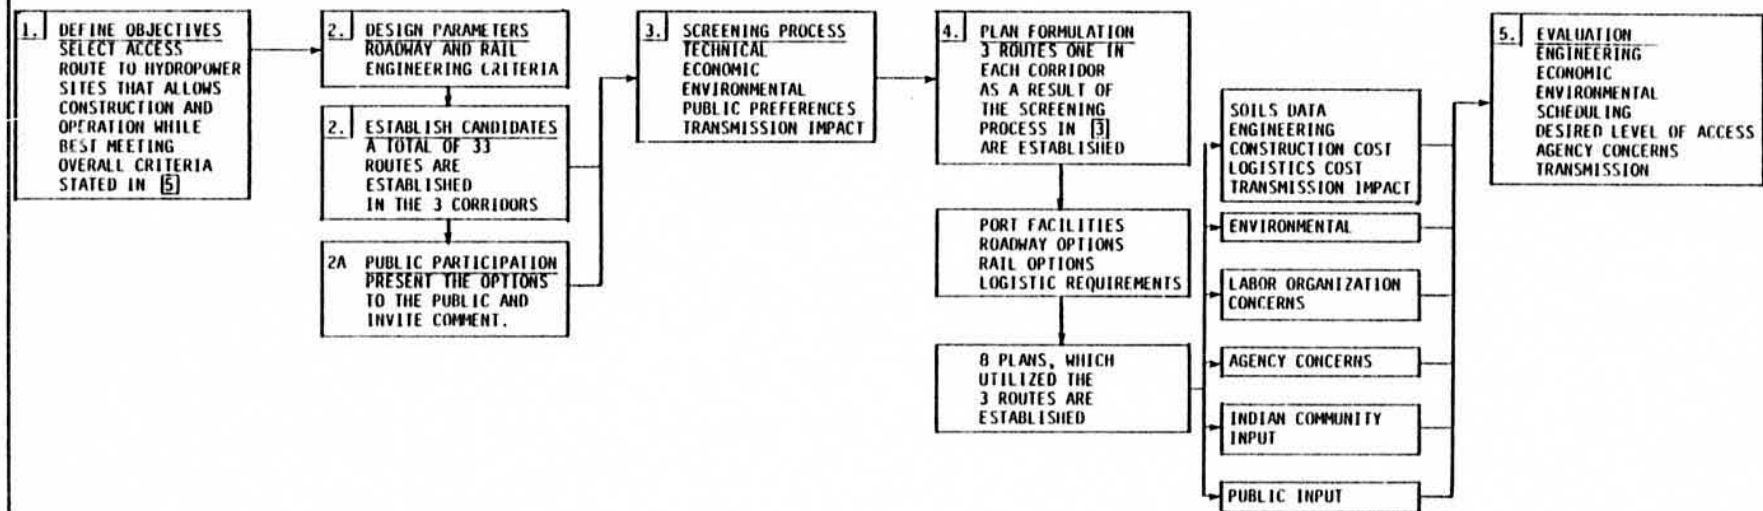 1. DEFINE OBJECTIVES
SELECT ACCESS
ROUTE TO HYDROPOWER
SITES THAT ALLOWS
CONSTRUCTION AND
OPERATION WHILE
BEST MEETING
OVERALL CRITERIA
STATED IN [5]
2. DESIGN PARAMETERS
ROADWAY AND RAIL
ENGINEERING CRITERIA
2. ESTABLISH CANDIDATES
A TOTAL OF 33
ROUTES ARE
ESTABLISHED
IN THE 3 CORRIDORS
2A PUBLIC PARTICIPATION
PRESENT THE OPTIONS
TO THE PUBLIC AND
INVITE COMMENT.
3. SCREENING PROCESS
TECHNICAL
ECONOMIC
ENVIRONMENTAL
PUBLIC PREFERENCES
TRANSMISSION IMPACT
4. PLAN FORMULATION
3 ROUTES ONE IN
EACH CORRIDOR
AS A RESULT OF
THE SCREENING
PROCESS IN [3]
ARE ESTABLISHED
PORT FACILITIES
ROADWAY OPTIONS
RAIL OPTIONS
LOGISTIC REQUIREMENTS
8 PLANS, WHICH
UTILIZED THE
3 ROUTES ARE
ESTABLISHED
SOILS DATA
ENGINEERING
CONSTRUCTION COST
LOGISTICS COST
TRANSMISSION IMPACT
ENVIRONMENTAL
LABOR ORGANIZATION
CONCERNS
AGENCY CONCERNS
INDIAN COMMUNITY
INPUT
PUBLIC INPUT
5. EVALUATION
ENGINEERING
ECONOMIC
ENVIRONMENTAL
SCHEDULING
DESIRED LEVEL OF ACCESS
AGENCY CONCERNS
TRANSMISSION